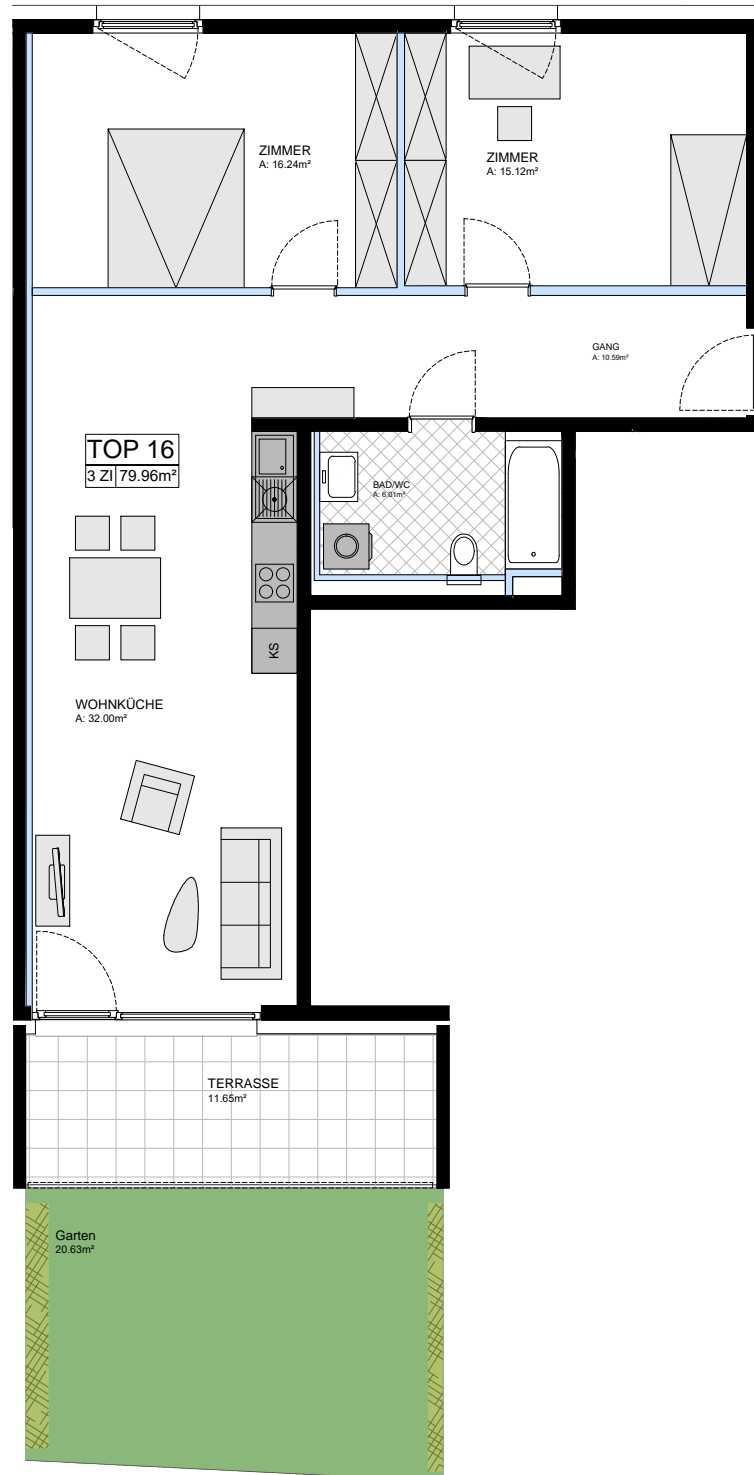 ZIMMER
A: 16.24m²
ZIMMER
A: 15.12m²
GANG
A: 10.59m²
TOP 16
3 ZI 79.96m²
BAD/WC
A: 6.01m²
KS
WOHNKÜCHE
A: 32.00m²
TERRASSE
11.65m²
Garten
20.63m²